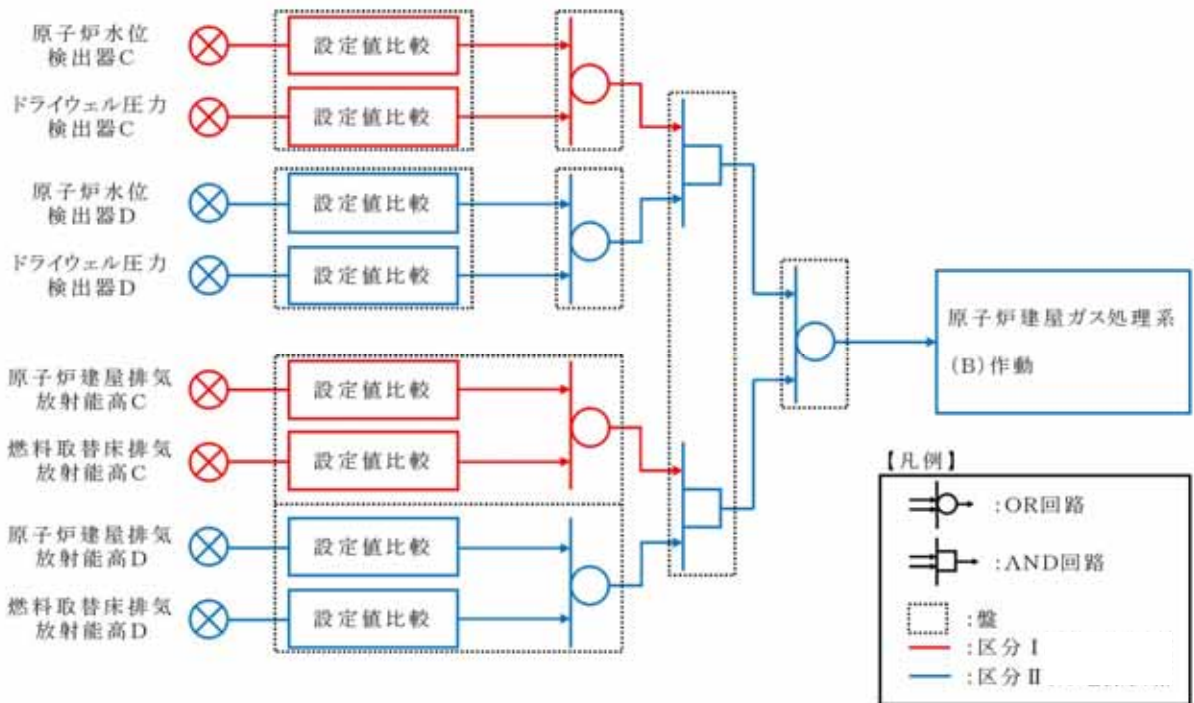 原子炉水位
検出器C
設定値比較
ドライウェル圧力
検出器C
設定値比較
原子炉水位
検出器D
設定値比較
ドライウェル圧力
検出器D
設定値比較
原子炉建屋排気
放射能高C
設定値比較
燃料取替床排気
放射能高C
設定値比較
原子炉建屋排気
放射能高D
設定値比較
燃料取替床排気
放射能高D
設定値比較
原子炉建屋ガス処理系
(B)作動
【凡例】
:OR回路
:AND回路
:盤
:区分Ⅰ
:区分Ⅱ